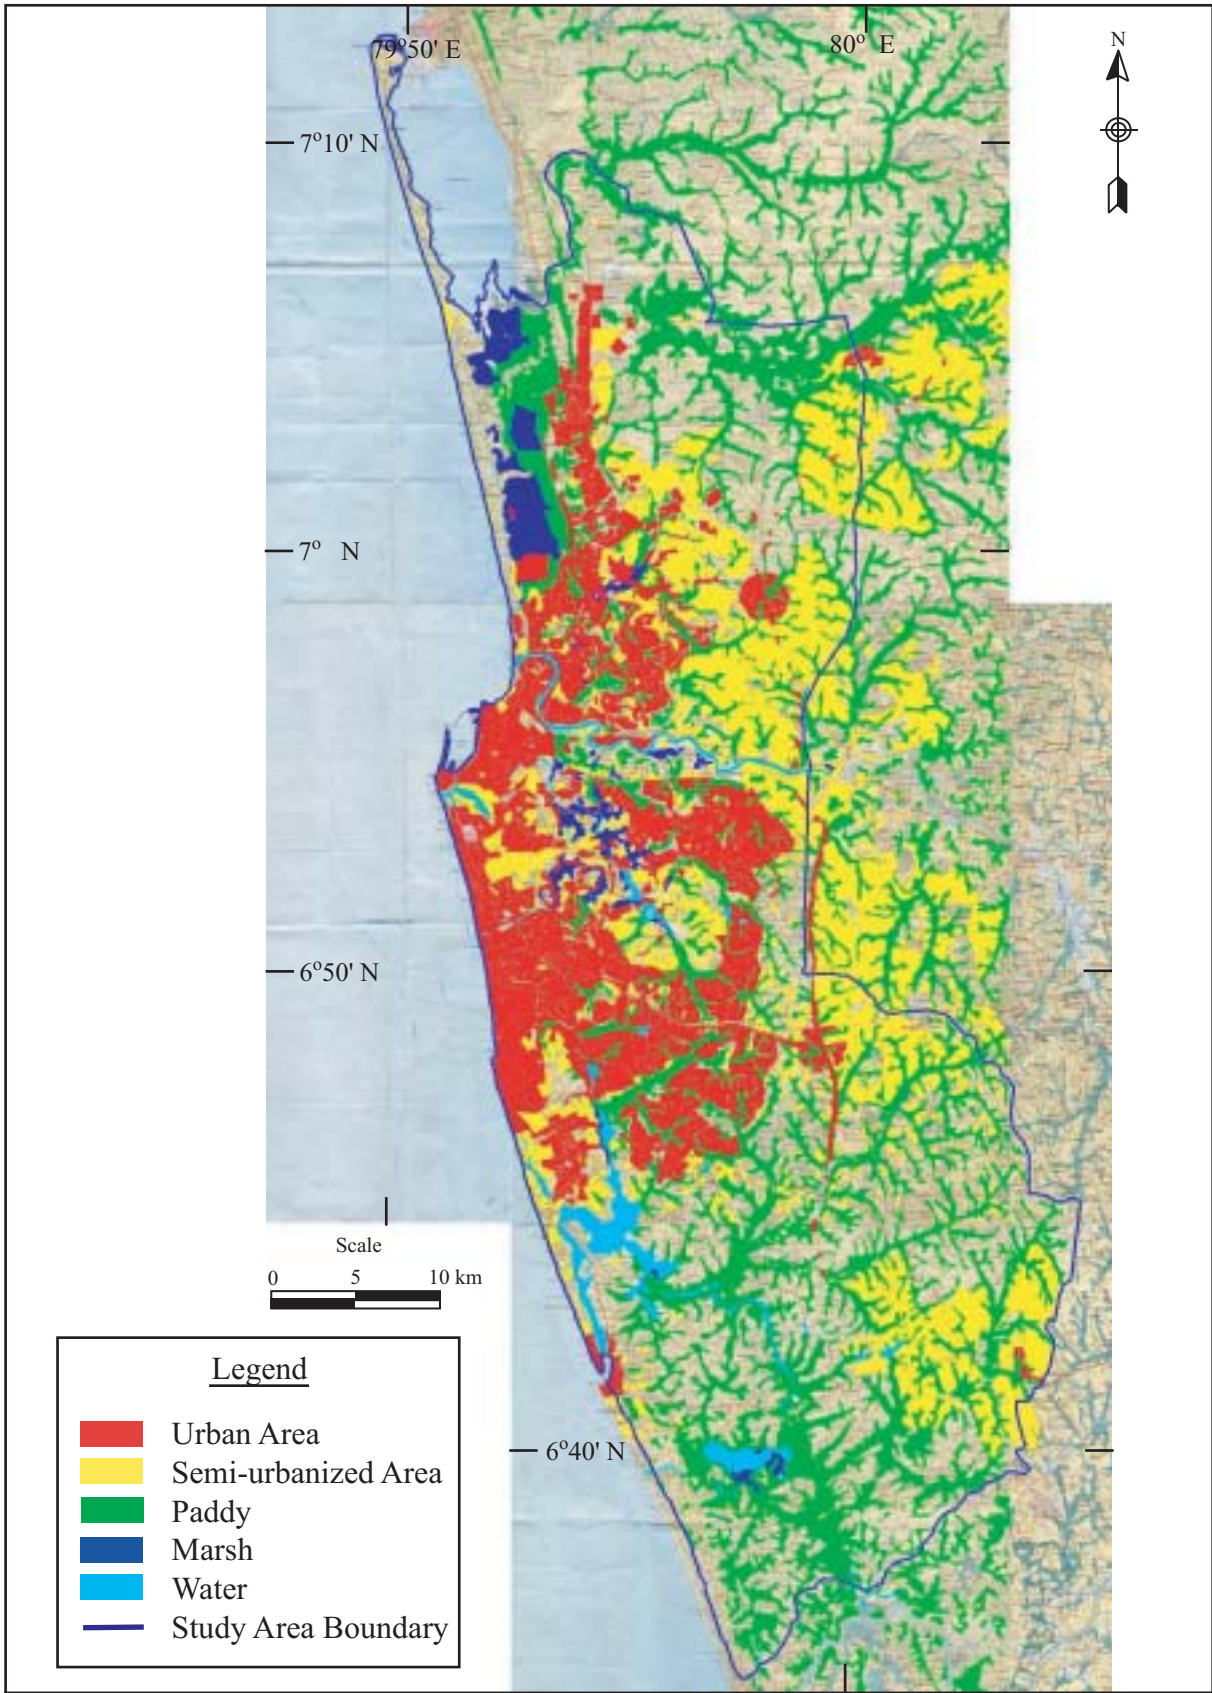 79°50' E
80° E
N
7°10' N
7° N
6°50' N
Scale
0 5 10 km
6°40' N
Legend
Urban Area
Semi-urbanized Area
Paddy
Marsh
Water
Study Area Boundary